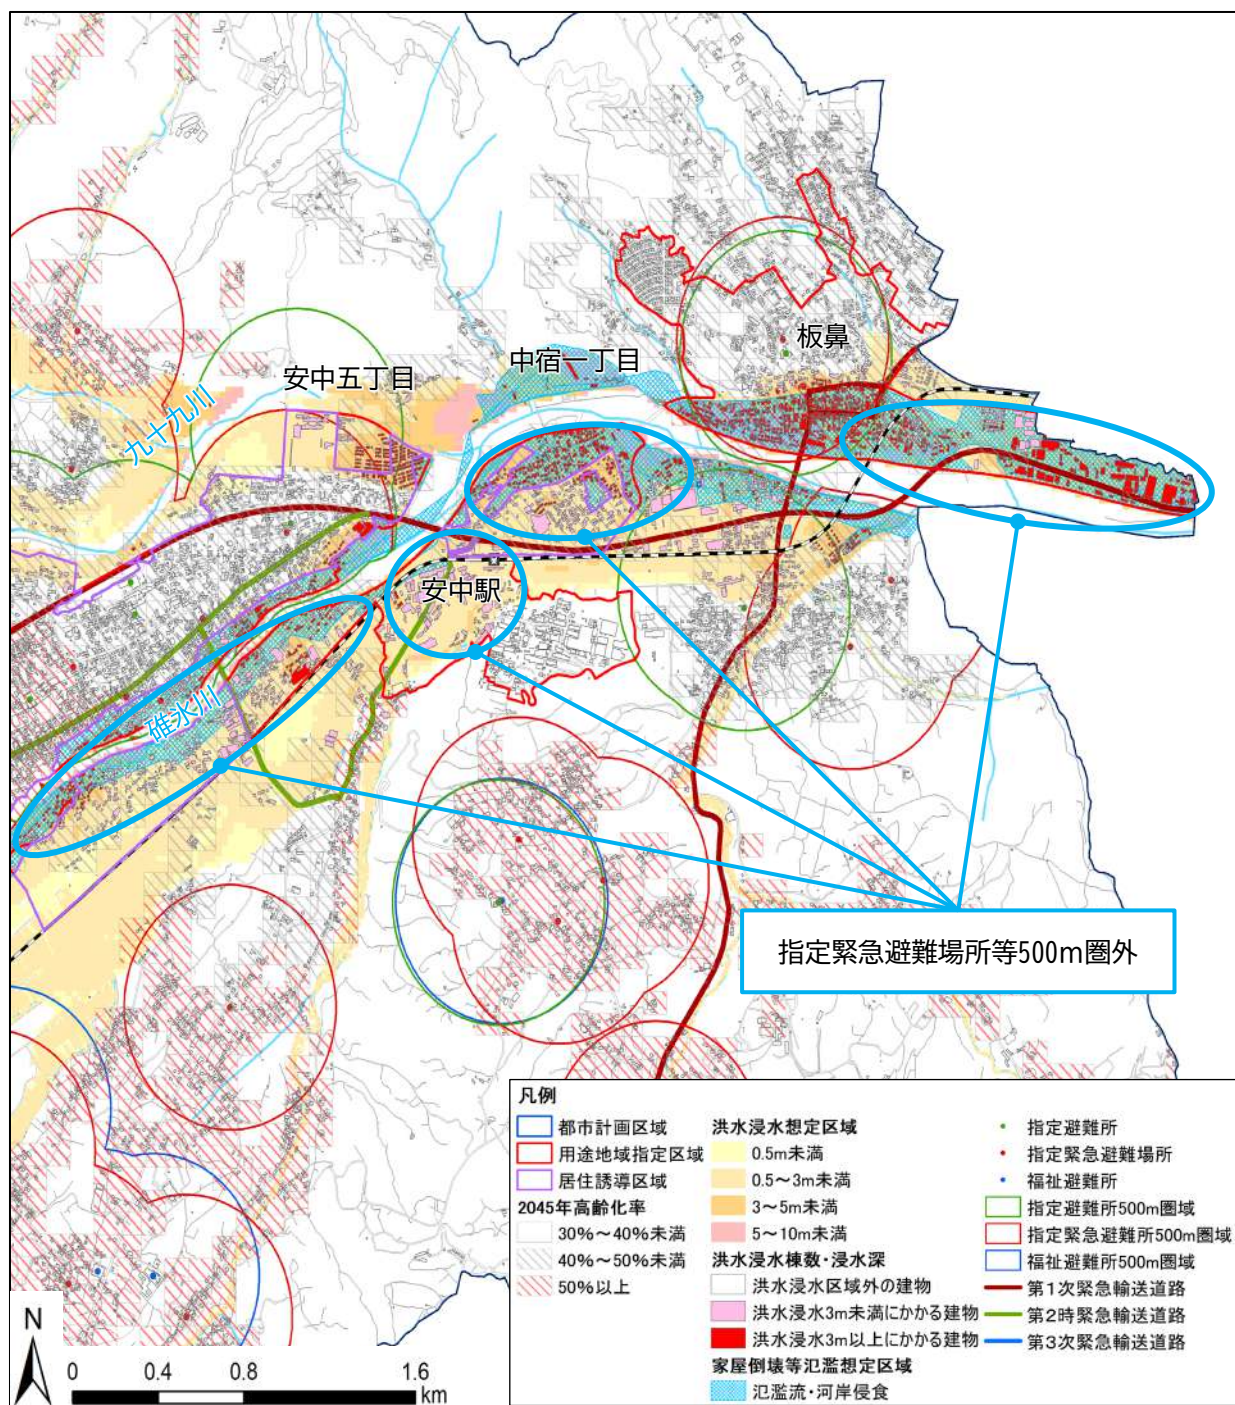 板鼻
中宿一丁目
安中五丁目
九十九川
安中駅
碓氷川
指定緊急避難場所等500m圏外
凡例
都市計画区域
用途地域指定区域
居住誘導区域
2045年高齢化率
30%~40%未満
40%~50%未満
50%以上
洪水浸水想定区域
0.5m未満
0.5~3m未満
3~5m未満
5~10m未満
洪水浸水棟数・浸水深
洪水浸水区域外の建物
洪水浸水3m未満にかかる建物
洪水浸水3m以上にかかる建物
家屋倒壊等氾濫想定区域
氾濫流・河岸侵食
指定避難所
指定緊急避難場所
福祉避難所
指定避難所500m圏域
指定緊急避難所500m圏域
福祉避難所500m圏域
第1次緊急輸送道路
第2時緊急輸送道路
第3次緊急輸送道路
N
0 0.4 0.8 1.6
km